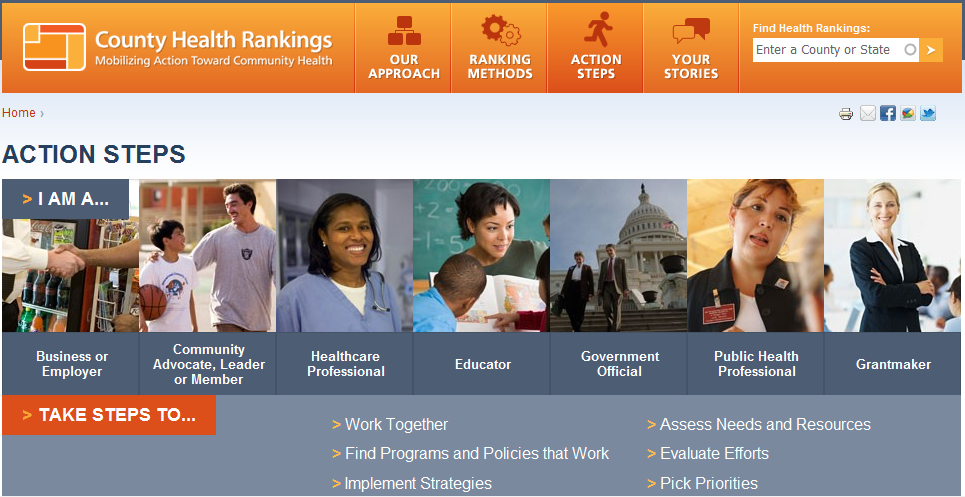 County Health Rankings
Mobilizing Action Toward Community Health
OUR
APPROACH
RANKING
METHODS
ACTION
STEPS
YOUR
STORIES
Find Health Rankings:
Enter a County or State
Home ›
ACTION STEPS
> I AM A...
Business or
Employer
Community
Advocate, Leader
or Member
Healthcare
Professional
Educator
Government
Official
Public Health
Professional
Grantmaker
> TAKE STEPS TO...
> Work Together
> Find Programs and Policies that Work
> Implement Strategies
> Assess Needs and Resources
> Evaluate Efforts
> Pick Priorities